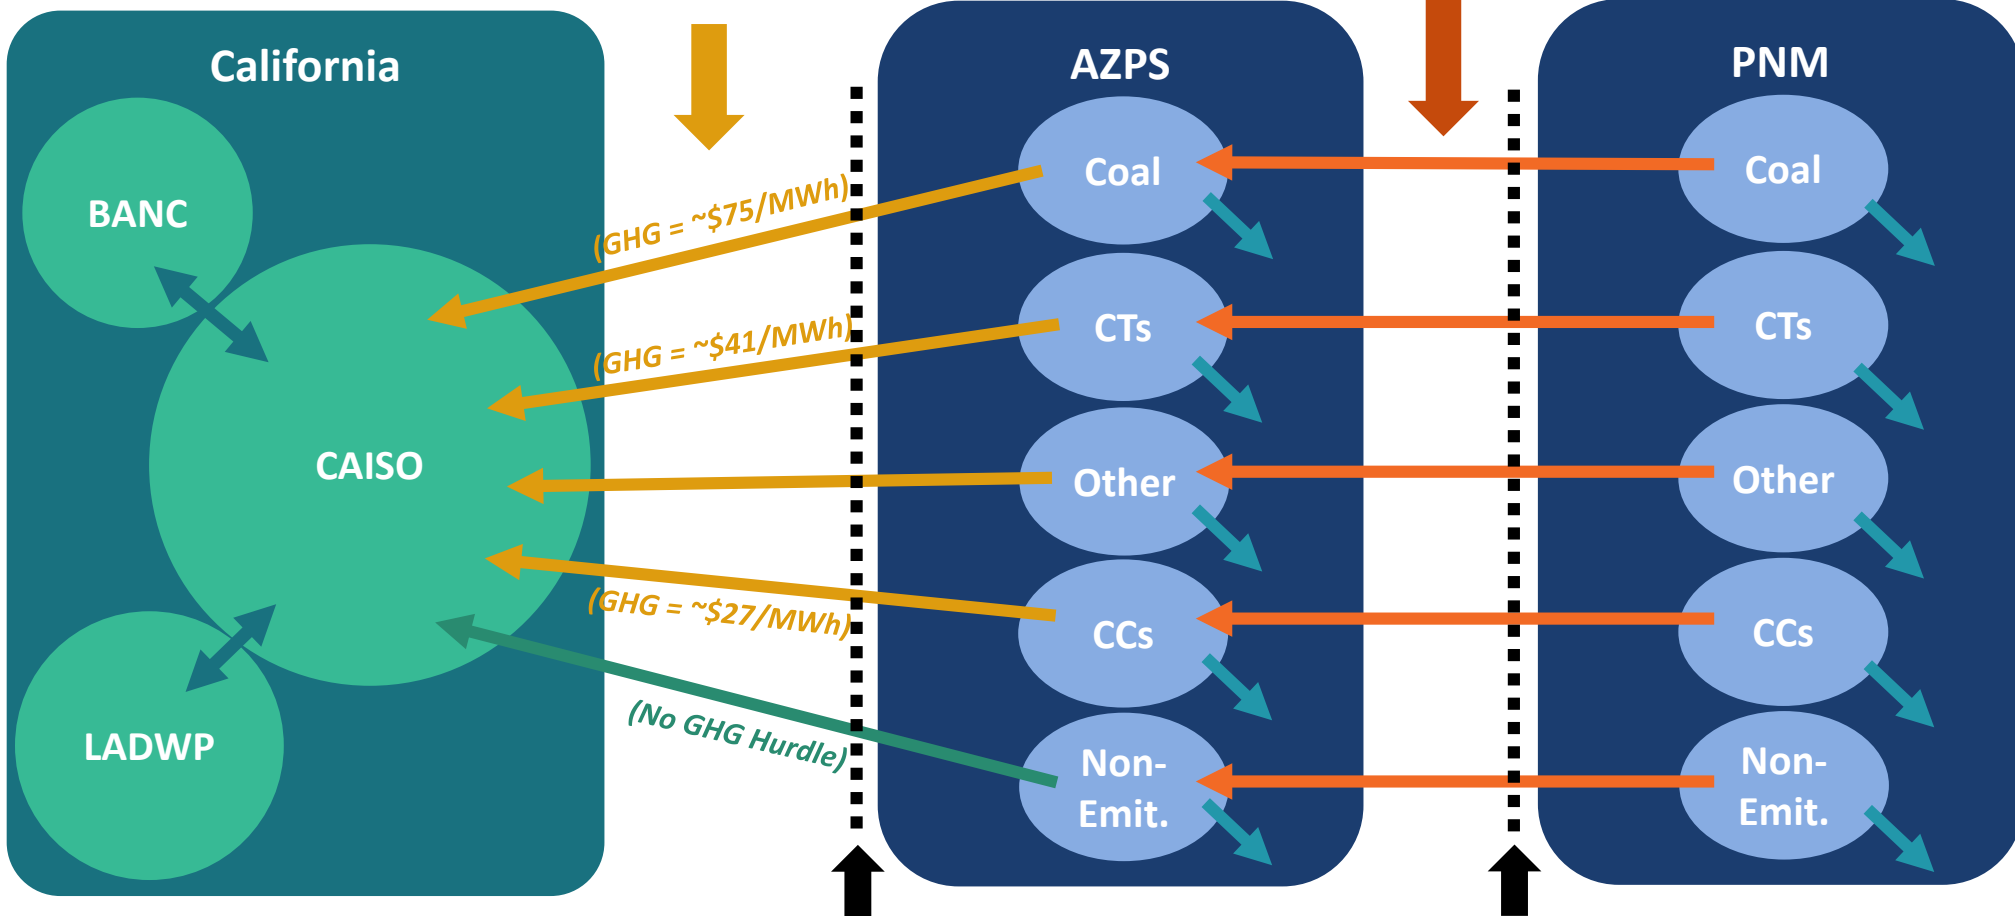 California
BANC
CAISO
LADWP
(GHG = ~$75/MWh)
(GHG = ~$41/MWh)
(GHG = ~$27/MWh)
(No GHG Hurdle)
AZPS
Coal
CTs
Other
CCs
Non-
Emit.
PNM
Coal
CTs
Other
CCs
Non-
Emit.